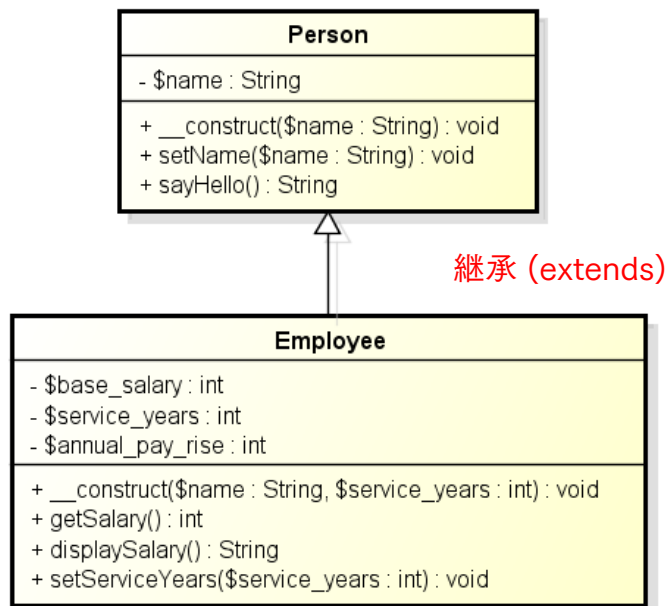 Person
- $name : String
+ __construct($name : String) : void
+ setName($name : String) : void
+ sayHello() : String
継承 (extends)
Employee
- $base_salary : int
- $service_years : int
- $annual_pay_rise : int
+ __construct($name : String, $service_years : int) : void
+ getSalary() : int
+ displaySalary() : String
+ setServiceYears($service_years : int) : void